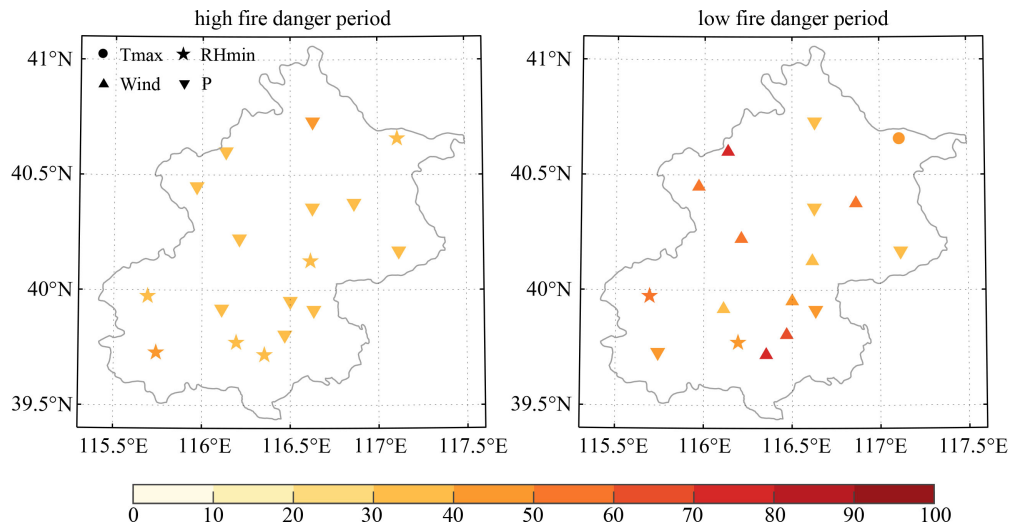 high fire danger period
low fire danger period
Tmax RHmin
Wind P
41°N
40.5°N
40°N
39.5°N
115.5°E 116°E 116.5°E 117°E 117.5°E
41°N
40.5°N
40°N
39.5°N
115.5°E 116°E 116.5°E 117°E 117.5°E
0 10 20 30 40 50 60 70 80 90 100